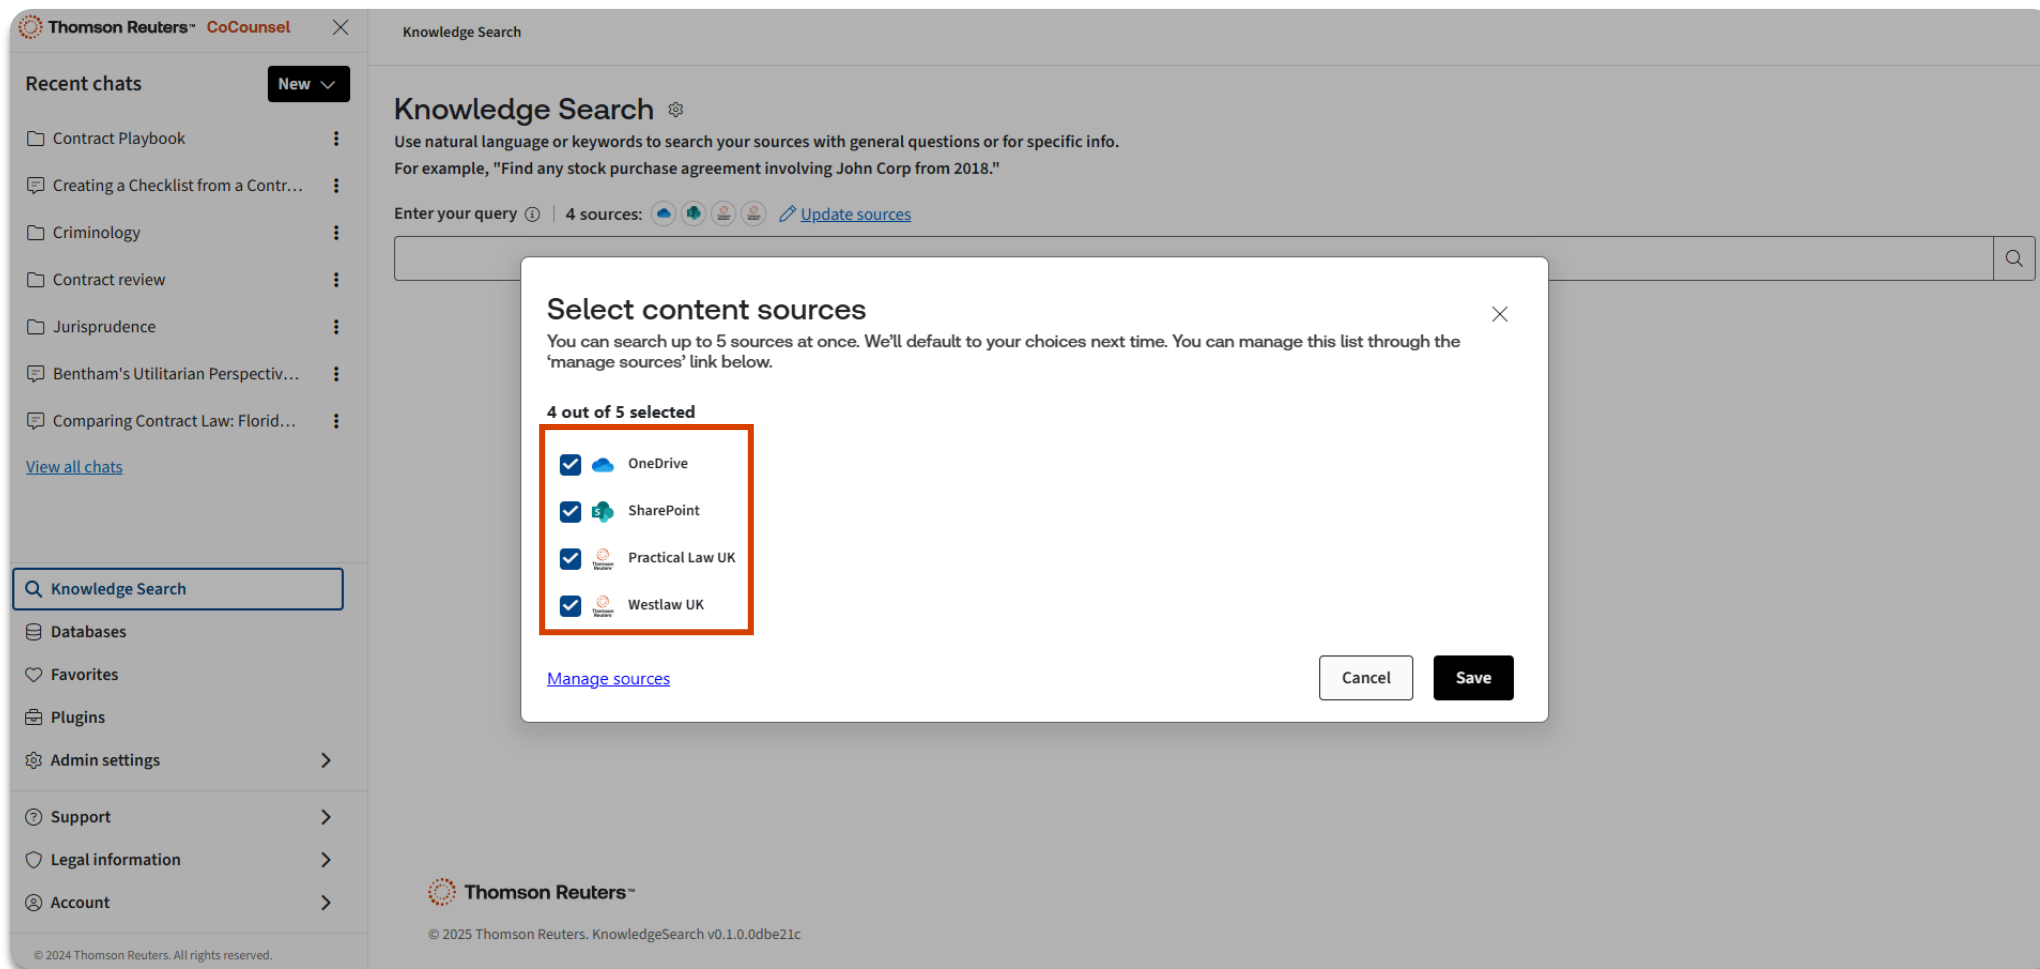 Thomson Reuters™ CoCounsel
Recent chats
New
Contract Playbook
Creating a Checklist from a Contr...
Criminology
Contract review
Jurisprudence
Bentham's Utilitarian Perspectiv...
Comparing Contract Law: Florid...
View all chats
Knowledge Search
Databases
Favorites
Plugins
Admin settings
Support
Legal information
Account
© 2024 Thomson Reuters. All rights reserved.
Knowledge Search
Knowledge Search
Use natural language or keywords to search your sources with general questions or for specific info.
For example, "Find any stock purchase agreement involving John Corp from 2018."
Enter your query 4 sources: Update sources
Select content sources
You can search up to 5 sources at once. We'll default to your choices next time. You can manage this list through the
'manage sources' link below.
4 out of 5 selected
OneDrive
SharePoint
Thomson Reuters Practical Law UK
Thomson Reuters Westlaw UK
Manage sources
Cancel
Save
Thomson Reuters™
© 2025 Thomson Reuters. KnowledgeSearch v0.1.0.0dbe21c